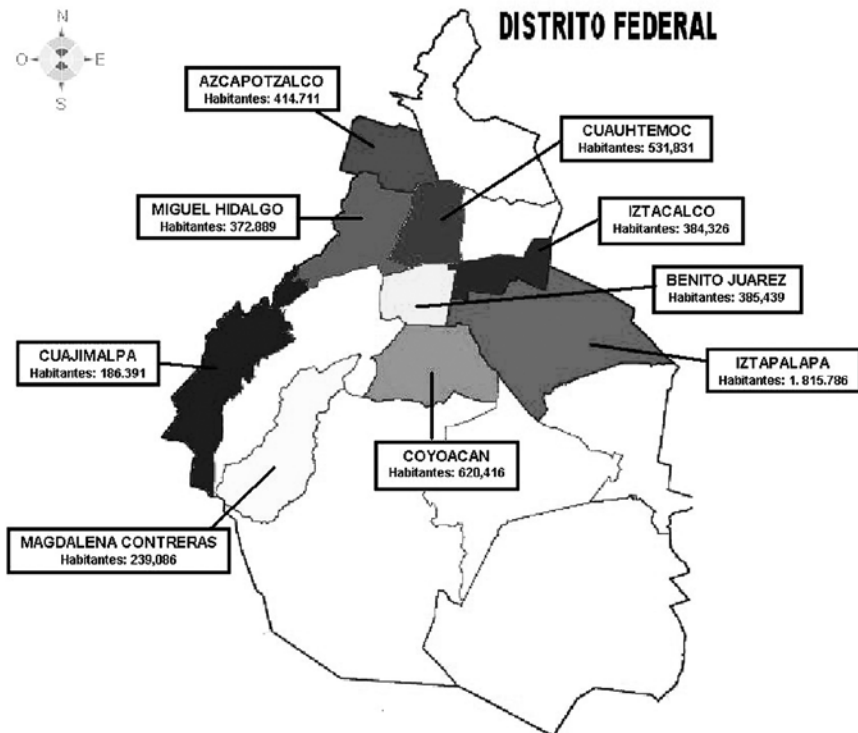 DISTRITO FEDERAL
N
O
E
S
AZCAPOTZALCO
Habitantes: 414.711
CUAUHTEMOC
Habitantes: 531,831
MIGUEL HIDALGO
Habitantes: 372.889
IZTACALCO
Habitantes: 384,326
BENITO JUAREZ
Habitantes: 385,439
CUAJIMALPA
Habitantes: 186.391
IZTAPALAPA
Habitantes: 1. 815.786
COYOACAN
Habitantes: 620,416
MAGDALENA CONTRERAS
Habitantes: 239,086